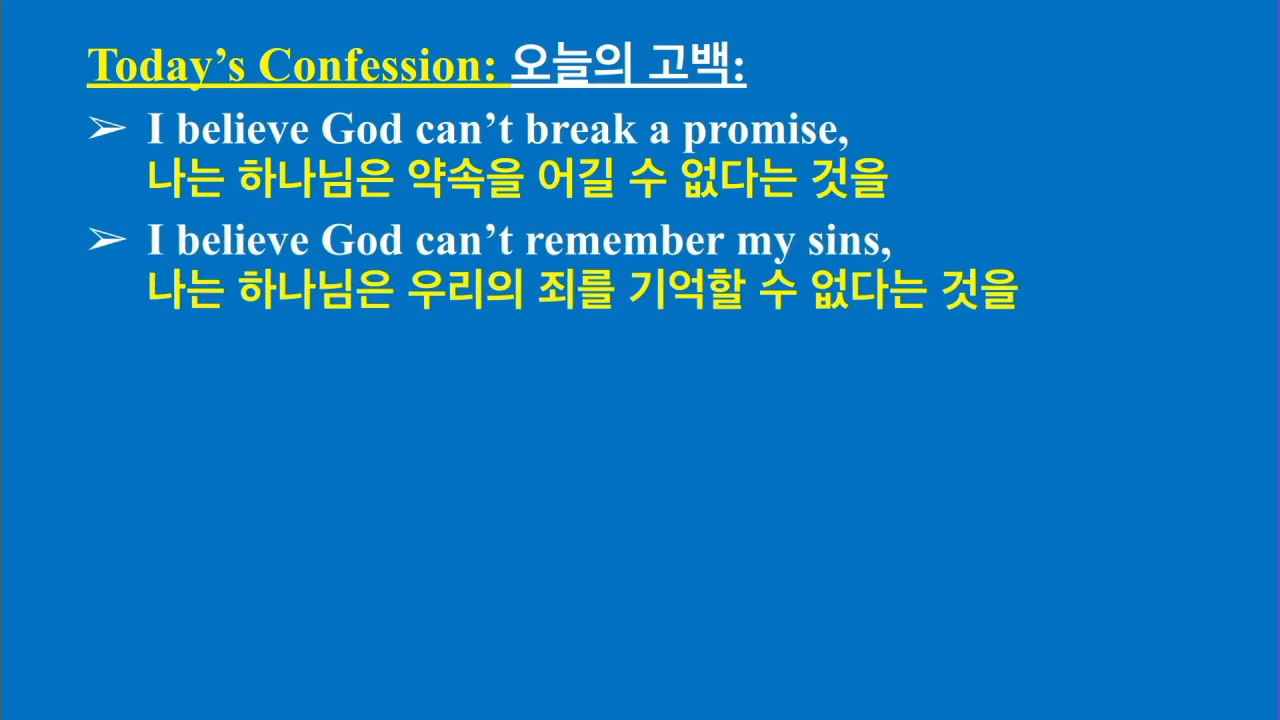 Today’s Confession: 오늘의 고백:
➢ I believe God can’t break a promise,
나는 하나님은 약속을 어길 수 없다는 것을
➢ I believe God can’t remember my sins,
나는 하나님은 우리의 죄를 기억할 수 없다는 것을